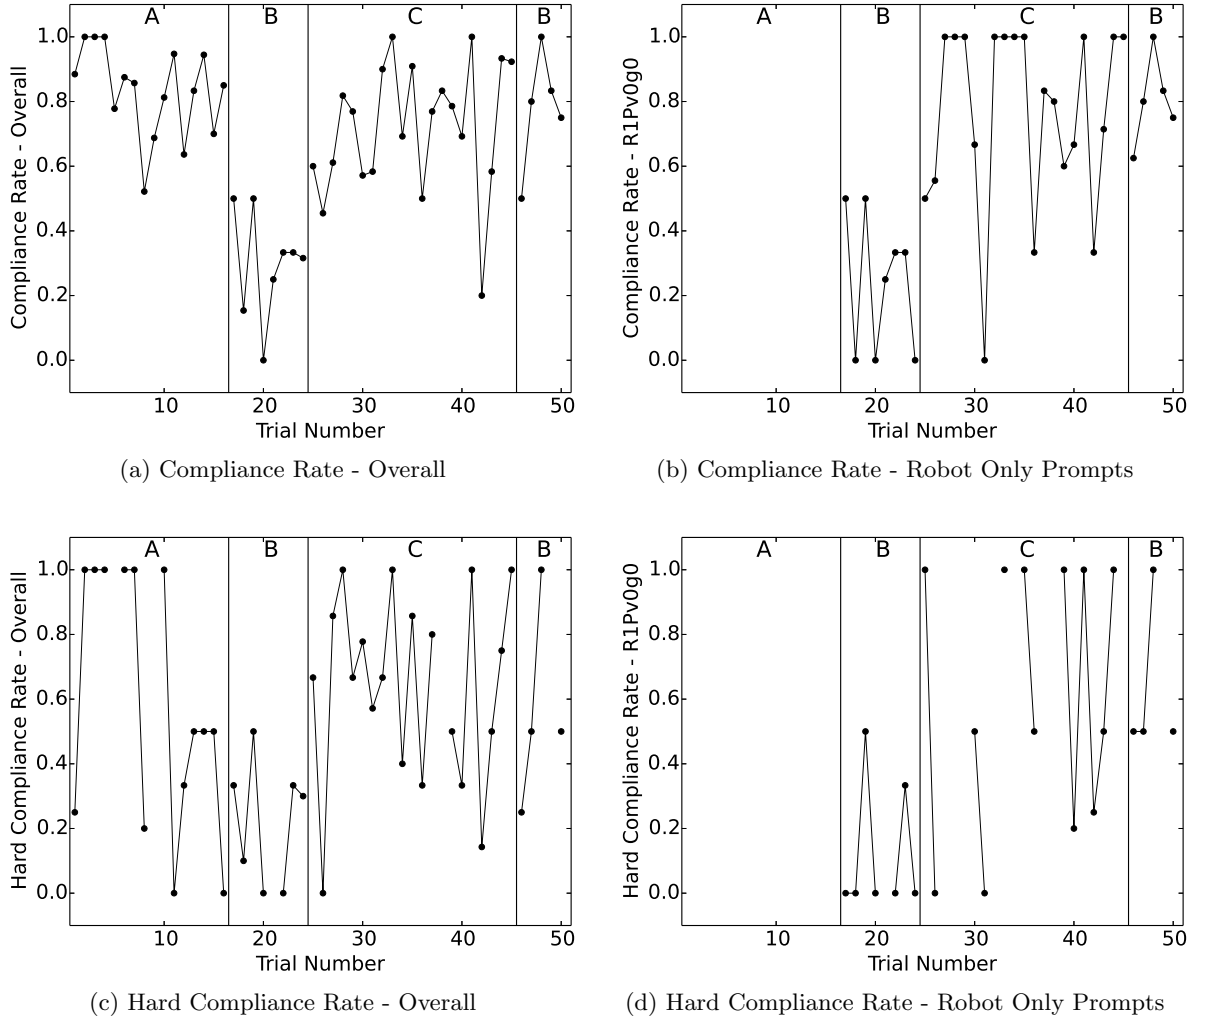 A B C B
1.0
0.8
0.6
0.4
0.2
0.0
10 20 30 40 50
Compliance Rate - Overall
Trial Number
(a) Compliance Rate - Overall
A B C B
1.0
0.8
0.6
0.4
0.2
0.0
10 20 30 40 50
Compliance Rate - R1Pv0g0
Trial Number
(b) Compliance Rate - Robot Only Prompts
A B C B
1.0
0.8
0.6
0.4
0.2
0.0
10 20 30 40 50
Hard Compliance Rate - Overall
Trial Number
(c) Hard Compliance Rate - Overall
A B C B
1.0
0.8
0.6
0.4
0.2
0.0
10 20 30 40 50
Hard Compliance Rate - R1Pv0g0
Trial Number
(d) Hard Compliance Rate - Robot Only Prompts